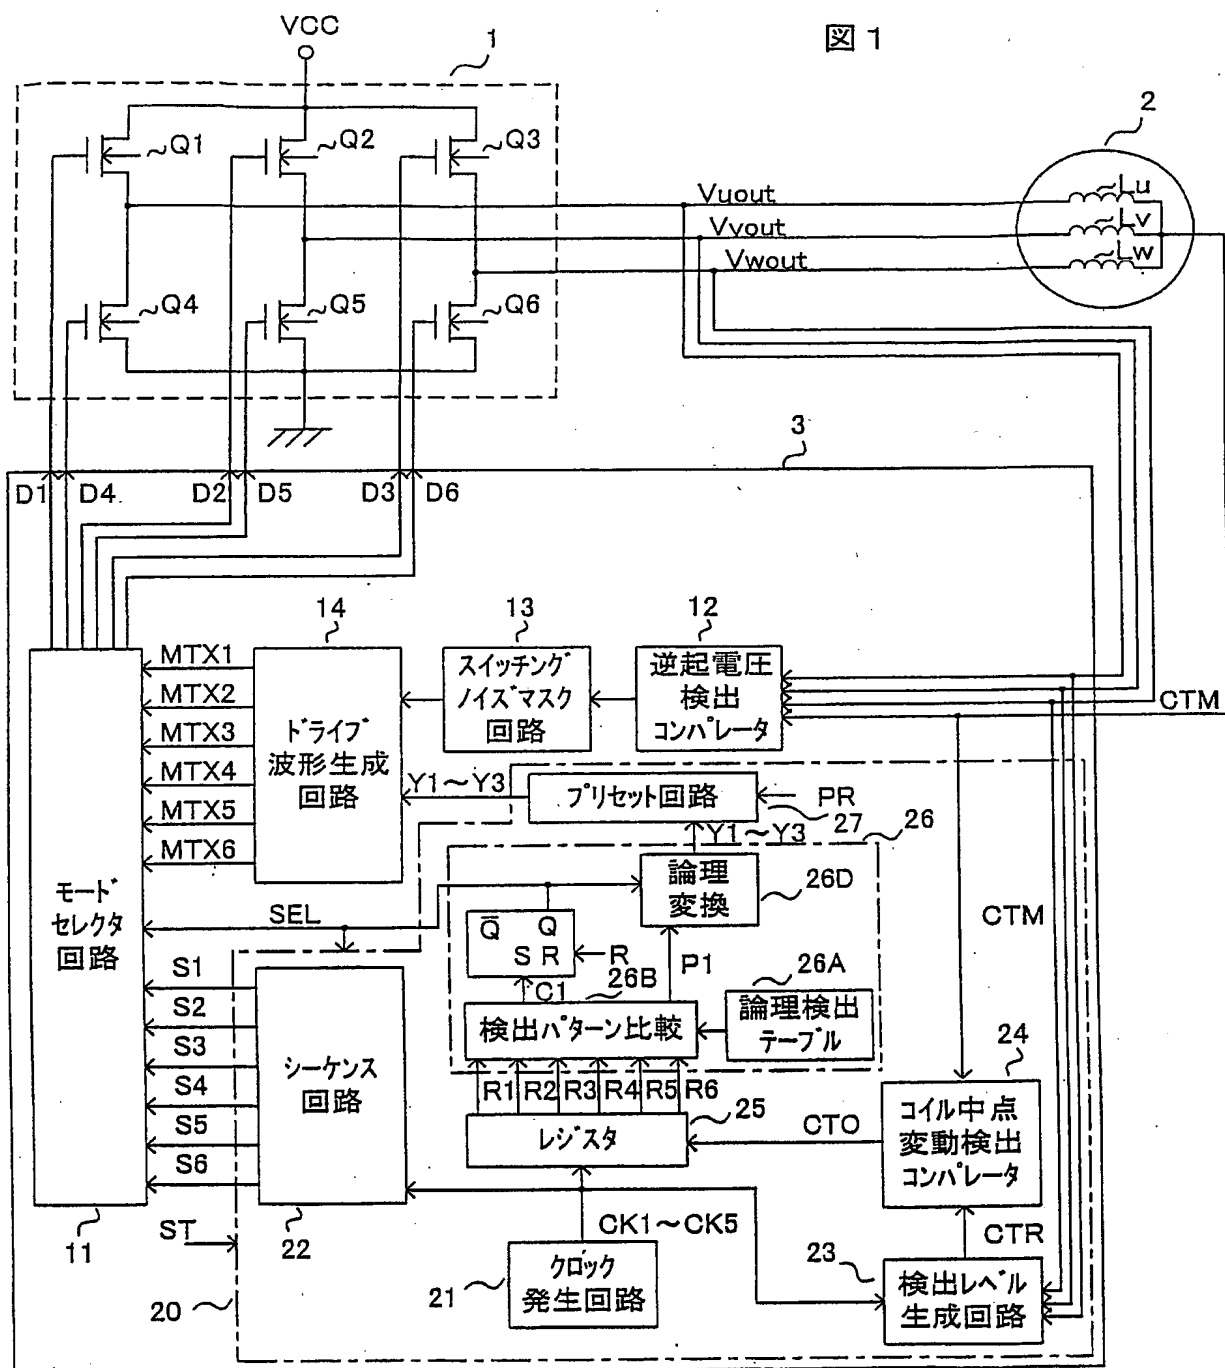 図1
VCC
1
Q1
Q2
Q3
2
Lu
Lv
Lw
Vuout
Vvout
Vwout
Q4
Q5
Q6
3
D1
D4
D2
D5
D3
D6
14
13
12
MTX1
MTX2
MTX3
MTX4
MTX5
MTX6
ドライブ
波形生成
回路
スイッチング
ノイズマスク
回路
逆起電圧
検出
コンパレータ
CTM
Y1～Y3
プリセット回路
PR
27
26
Y1～Y3
論理
変換
26D
CTM
モード
セレクタ
回路
SEL
Q̅ Q
S R
R
P1
C1
26B
26A
検出パターン比較
論理検出
テーブル
S1
S2
S3
S4
S5
S6
シーケンス
回路
R1
R2
R3
R4
R5
R6
25
レジスタ
CTO
24
コイル中点
変動検出
コンパレータ
11
ST
22
CK1～CK5
CTR
20
21
クロック
発生回路
23
検出レベル
生成回路